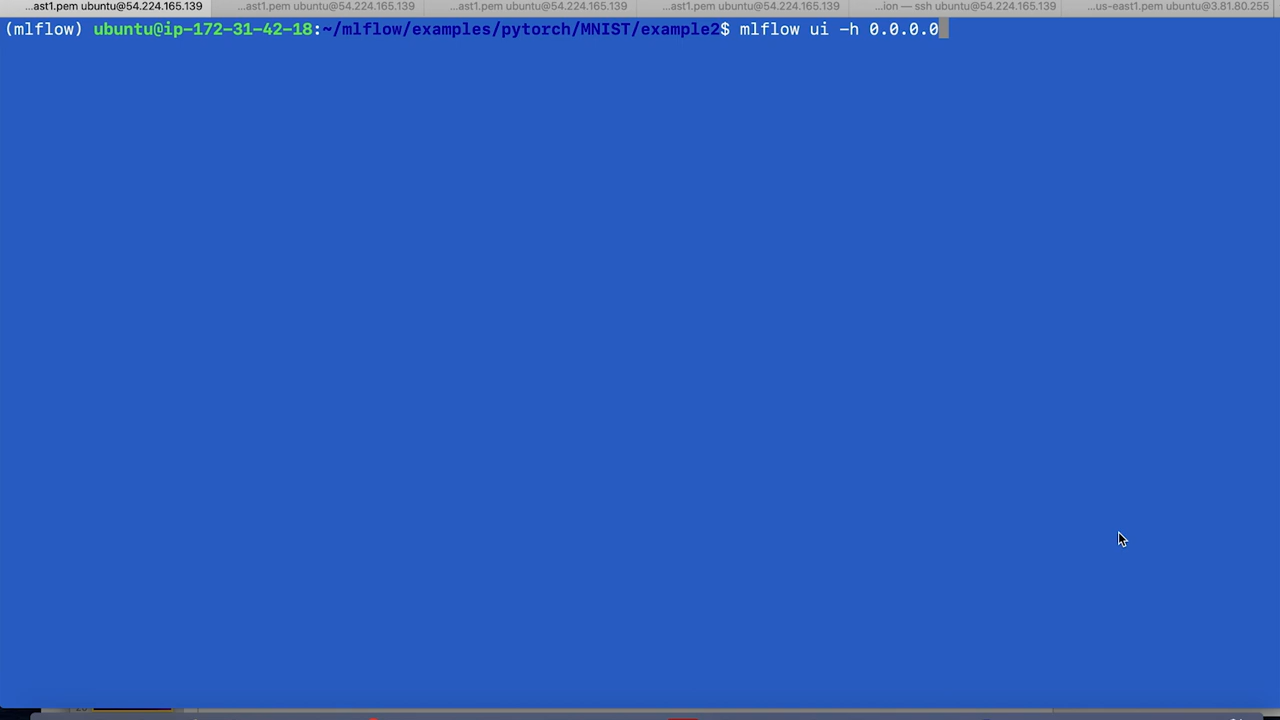 ...ast1.pem ubuntu@54.224.165.139 ...ast1.pem ubuntu@54.224.165.139 ...ast1.pem ubuntu@54.224.165.139 ...ast1.pem ubuntu@54.224.165.139 ...ion — ssh ubuntu@54.224.165.139 ...us-east1.pem ubuntu@3.81.80.255
(mlflow) ubuntu@ip-172-31-42-18:~/mlflow/examples/pytorch/MNIST/example2$ mlflow ui -h 0.0.0.0